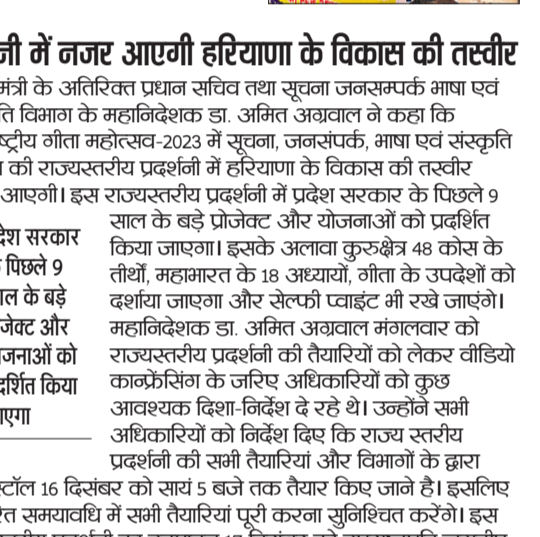 नी में नजर आएगी हरियाणा के विकास की तस्वीर
मंत्री के अतिरिक्त प्रधान सचिव तथा सूचना जनसम्पर्क भाषा एवं
ति विभाग के महानिदेशक डा. अमित अग्रवाल ने कहा कि
ष्ट्रीय गीता महोत्सव-2023 में सूचना, जनसंपर्क, भाषा एवं संस्कृति
की राज्यस्तरीय प्रदर्शनी में हरियाणा के विकास की तस्वीर
आएगी। इस राज्यस्तरीय प्रदर्शनी में प्रदेश सरकार के पिछले 9
साल के बड़े प्रोजेक्ट और योजनाओं को प्रदर्शित
किया जाएगा। इसके अलावा कुरुक्षेत्र 48 कोस के
तीर्थों, महाभारत के 18 अध्यायों, गीता के उपदेशों को
दर्शाया जाएगा और सेल्फी प्वाइंट भी रखे जाएंगे।
महानिदेशक डा. अमित अग्रवाल मंगलवार को
राज्यस्तरीय प्रदर्शनी की तैयारियों को लेकर वीडियो
कान्फ्रेंसिंग के जरिए अधिकारियों को कुछ
आवश्यक दिशा-निर्देश दे रहे थे। उन्होंने सभी
अधिकारियों को निर्देश दिए कि राज्य स्तरीय
प्रदर्शनी की सभी तैयारियां और विभागों के द्वारा
देश सरकार
पिछले 9
ाल के बड़े
जेक्ट और
जनाओं को
दर्शित किया
ाएगा
स्टॉल 16 दिसंबर को सायं 5 बजे तक तैयार किए जाने है। इसलिए
त समयावधि में सभी तैयारियां पूरी करना सुनिश्चित करेंगे। इस